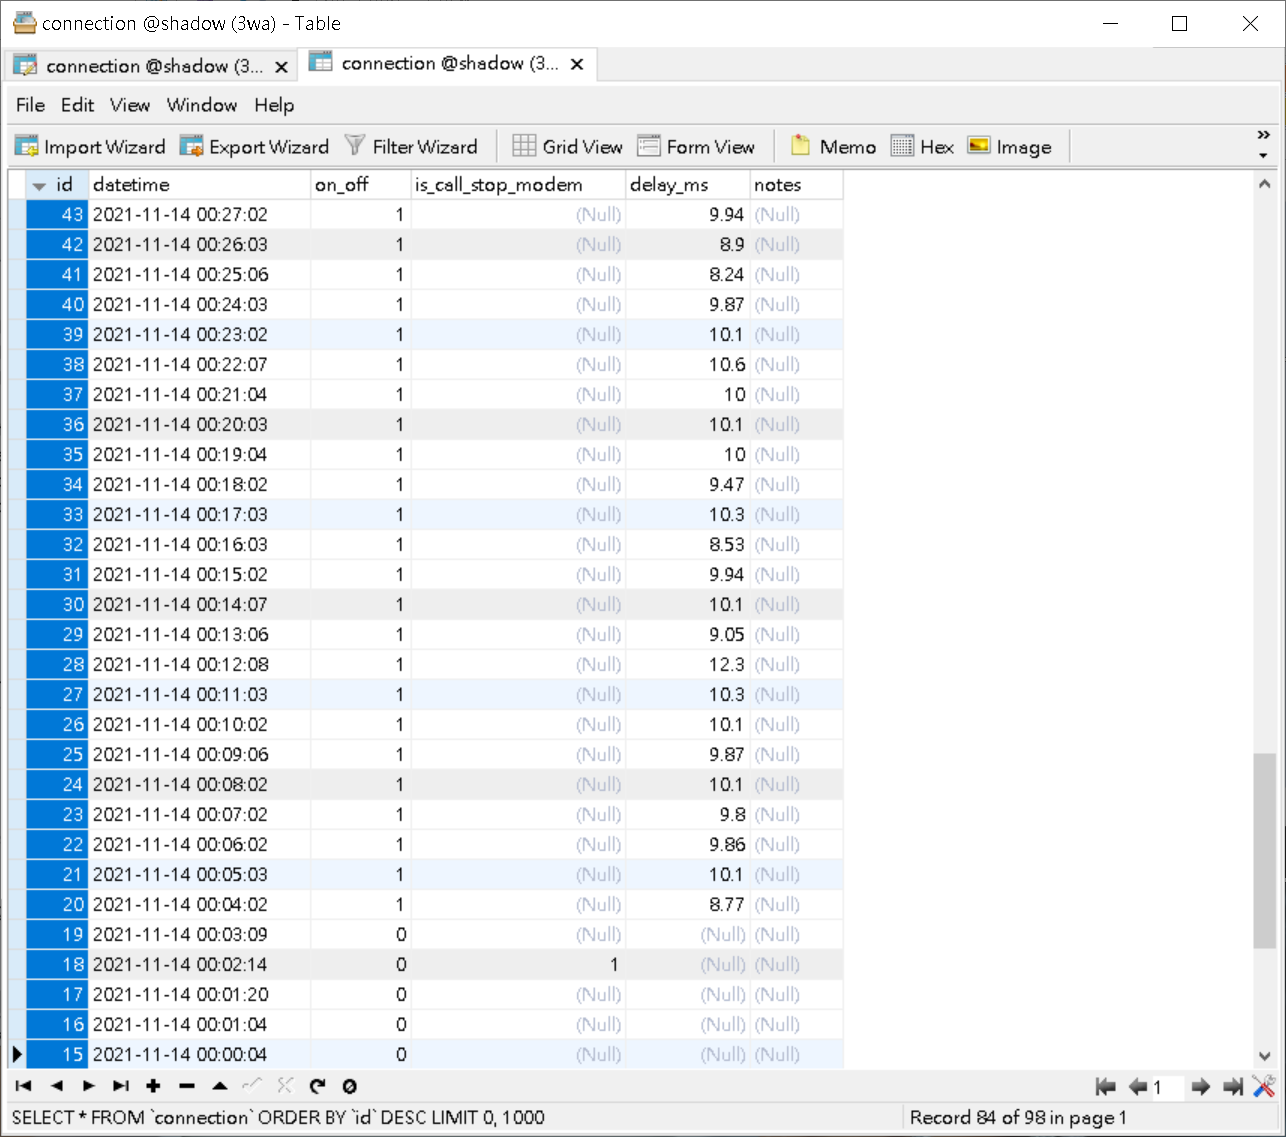 connection @shadow (3wa) - Table
connection @shadow (3... connection @shadow (3...
File Edit View Window Help
Import Wizard Export Wizard Filter Wizard Grid View Form View Memo Hex Image »
id datetime on_off is_call_stop_modem delay_ms notes
43 2021-11-14 00:27:02 1 (Null) 9.94 (Null)
42 2021-11-14 00:26:03 1 (Null) 8.9 (Null)
41 2021-11-14 00:25:06 1 (Null) 8.24 (Null)
40 2021-11-14 00:24:03 1 (Null) 9.87 (Null)
39 2021-11-14 00:23:02 1 (Null) 10.1 (Null)
38 2021-11-14 00:22:07 1 (Null) 10.6 (Null)
37 2021-11-14 00:21:04 1 (Null) 10 (Null)
36 2021-11-14 00:20:03 1 (Null) 10.1 (Null)
35 2021-11-14 00:19:04 1 (Null) 10 (Null)
34 2021-11-14 00:18:02 1 (Null) 9.47 (Null)
33 2021-11-14 00:17:03 1 (Null) 10.3 (Null)
32 2021-11-14 00:16:03 1 (Null) 8.53 (Null)
31 2021-11-14 00:15:02 1 (Null) 9.94 (Null)
30 2021-11-14 00:14:07 1 (Null) 10.1 (Null)
29 2021-11-14 00:13:06 1 (Null) 9.05 (Null)
28 2021-11-14 00:12:08 1 (Null) 12.3 (Null)
27 2021-11-14 00:11:03 1 (Null) 10.3 (Null)
26 2021-11-14 00:10:02 1 (Null) 10.1 (Null)
25 2021-11-14 00:09:06 1 (Null) 9.87 (Null)
24 2021-11-14 00:08:02 1 (Null) 10.1 (Null)
23 2021-11-14 00:07:02 1 (Null) 9.8 (Null)
22 2021-11-14 00:06:02 1 (Null) 9.86 (Null)
21 2021-11-14 00:05:03 1 (Null) 10.1 (Null)
20 2021-11-14 00:04:02 1 (Null) 8.77 (Null)
19 2021-11-14 00:03:09 0 (Null) (Null) (Null)
18 2021-11-14 00:02:14 0 1 (Null) (Null)
17 2021-11-14 00:01:20 0 (Null) (Null) (Null)
16 2021-11-14 00:01:04 0 (Null) (Null) (Null)
15 2021-11-14 00:00:04 0 (Null) (Null) (Null)
1
SELECT * FROM `connection` ORDER BY `id` DESC LIMIT 0, 1000 Record 84 of 98 in page 1